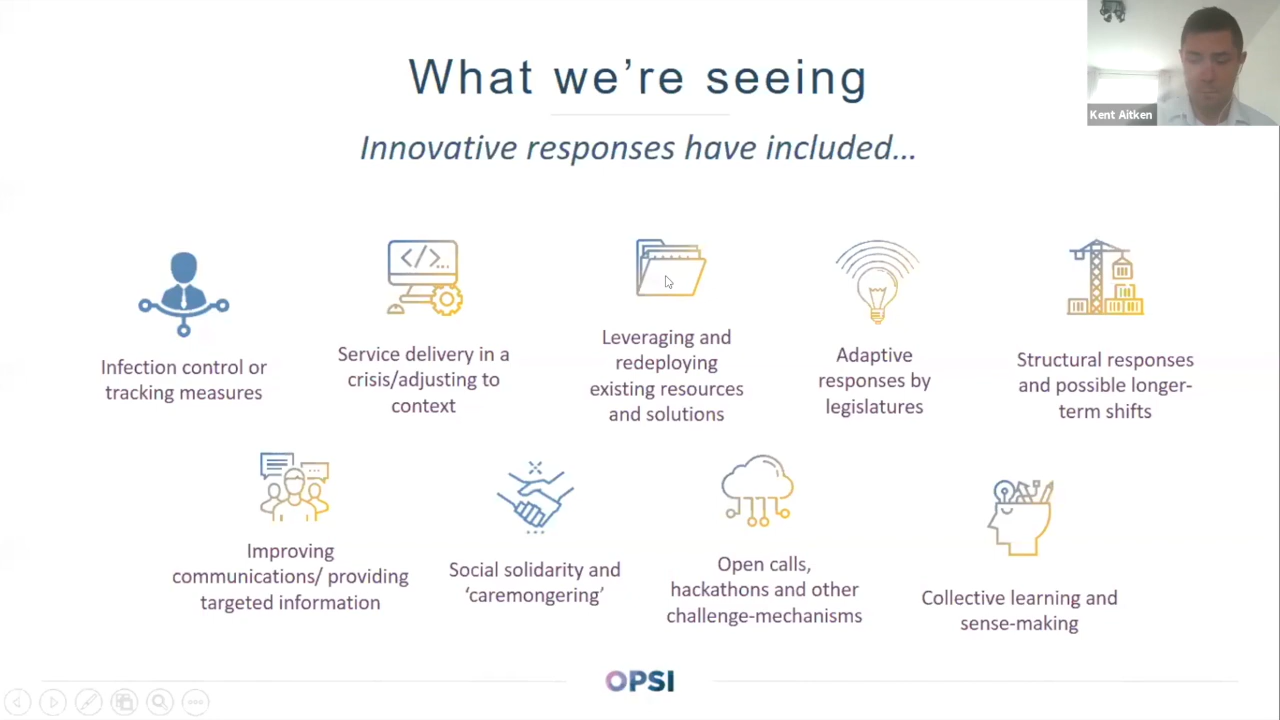 What we’re seeing
Kent Aitken
Innovative responses have included…
Infection control or
tracking measures
Service delivery in a
crisis/adjusting to
context
Leveraging and
redeploying
existing resources
and solutions
Adaptive
responses by
legislatures
Structural responses
and possible longer-
term shifts
Improving
communications/ providing
targeted information
Social solidarity and
‘caremongering’
Open calls,
hackathons and other
challenge-mechanisms
Collective learning and
sense-making
OPSI